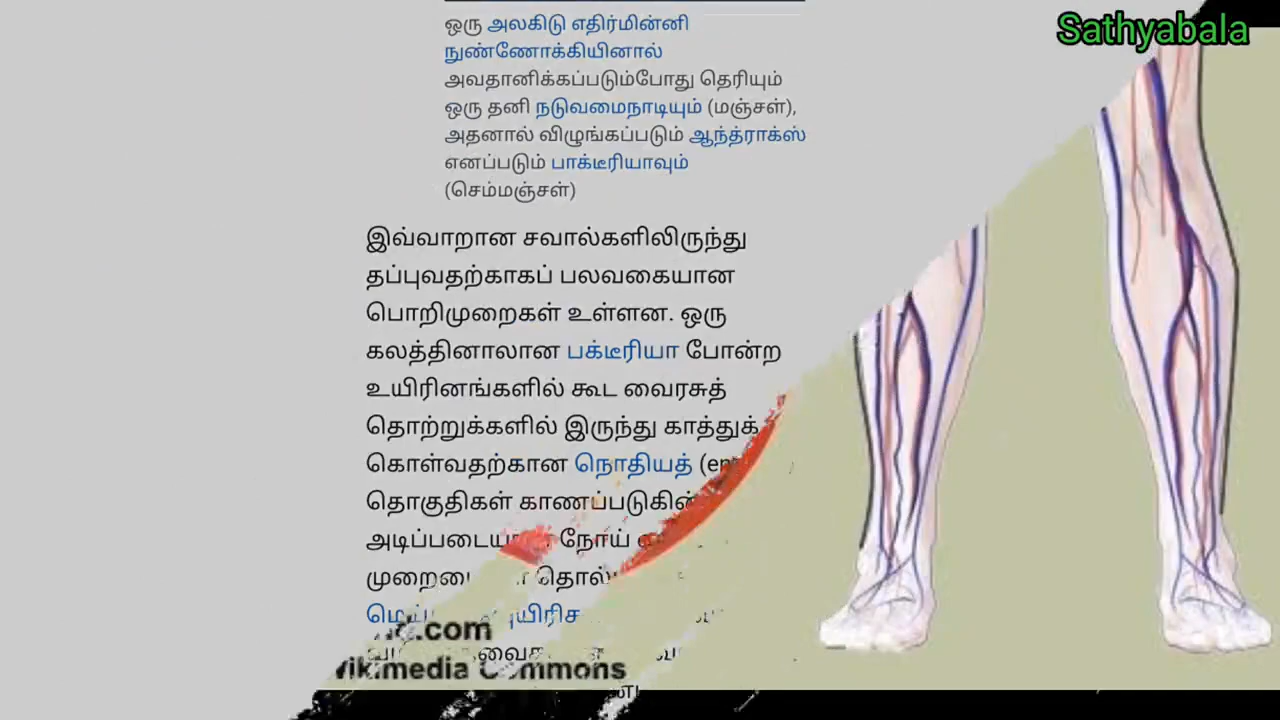 Sathyabala
ஒரு அலகிடு எதிர்மின்னி
நுண்ணோக்கியினால்
அவதானிக்கப்படும்போது தெரியும்
ஒரு தனி நடுவமைநாடியும் (மஞ்சள்),
அதனால் விழுங்கப்படும் ஆந்த்ராக்ஸ்
எனப்படும் பாக்டீரியாவும்
(செம்மஞ்சள்)
இவ்வாறான சவால்களிலிருந்து
தப்புவதற்காகப் பலவகையான
பொறிமுறைகள் உள்ளன. ஒரு
கலத்தினாலான பக்டீரியா போன்ற
உயிரினங்களில் கூட வைரசுத்
தொற்றுக்களில் இருந்து காத்துக்
கொள்வதற்கான நொதியத்
தொகுதிகள்
நோய்
.com
Wikimedia Commons